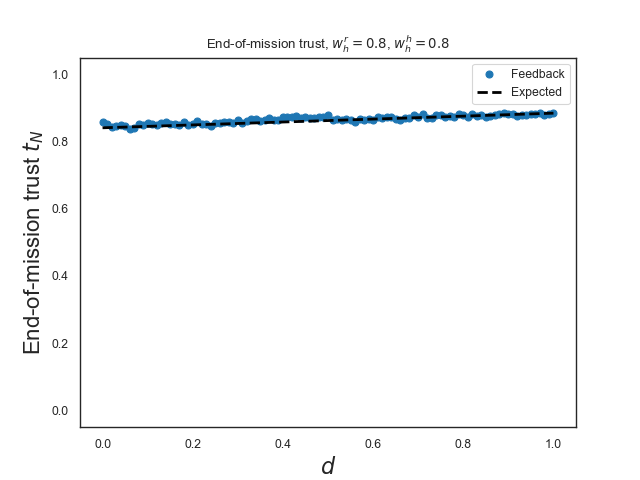 End-of-mission trust, $w_h^r = 0.8$, $w_h^h = 0.8$
Feedback
Expected
End-of-mission trust $t_N$
1.0
0.8
0.6
0.4
0.2
0.0
0.0 0.2 0.4 0.6 0.8 1.0
d